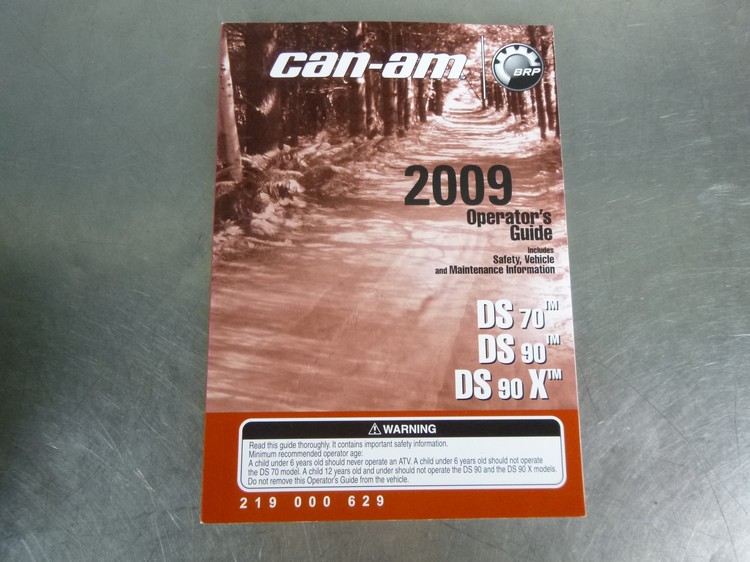 can-am
BRP
2009
Operator's
Guide
Includes
Safety, Vehicle
and Maintenance Information
DS 70™
DS 90™
DS 90 X™
WARNING
Read this guide thoroughly. It contains important safety information.
Minimum recommended operator age:
A child under 6 years old should never operate an ATV. A child under 6 years old should not operate
the DS 70 model. A child 12 years old and under should not operate the DS 90 and the DS 90 X models.
Do not remove this Operator's Guide from the vehicle.
219 000 629